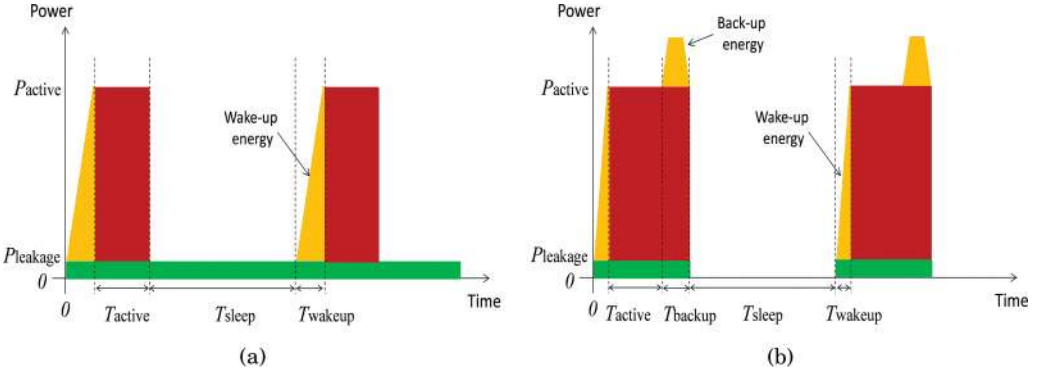 Power
Pactive
Wake-up
energy
Pleakage
0
0
Tactive
Tsleep
Twakeup
Time
(a)
Power
Back-up
energy
Pactive
Wake-up
energy
Pleakage
0
0
Tactive
Tbackup
Tsleep
Twakeup
Time
(b)